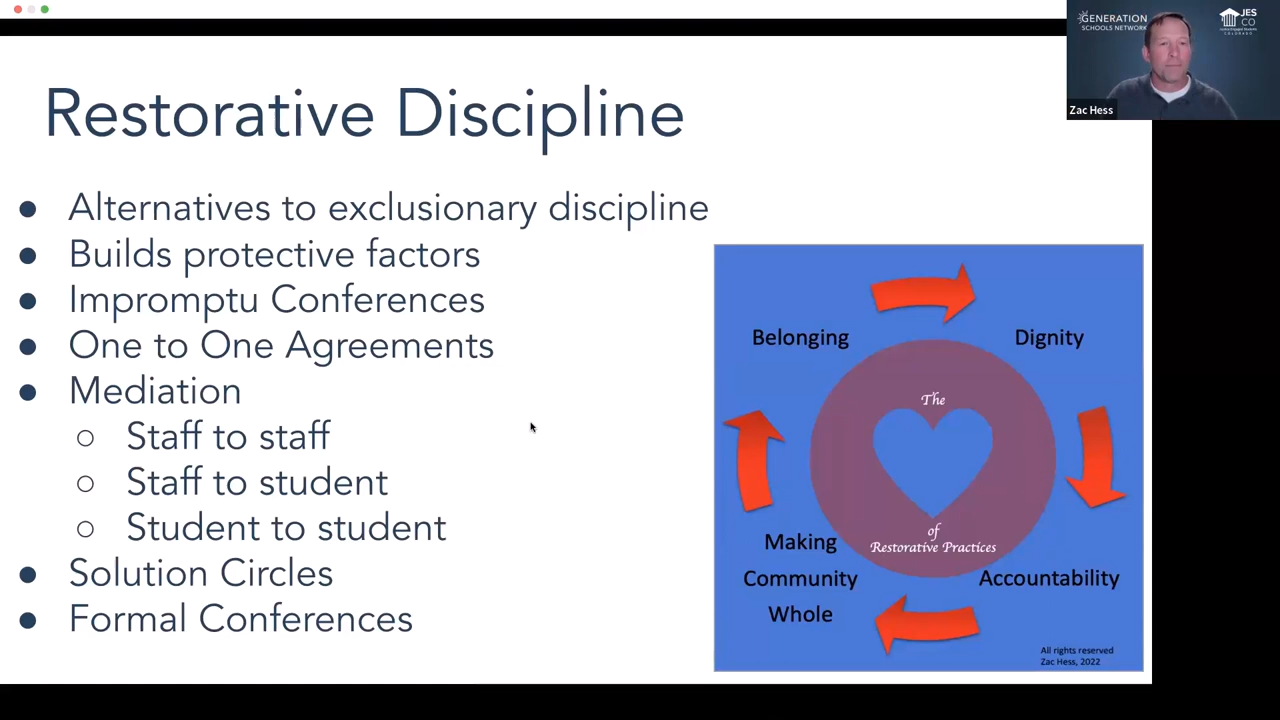 GENERATION
SCHOOLS NETWORK
JES
CO
COLORADO
Zac Hess
Restorative Discipline
● Alternatives to exclusionary discipline
● Builds protective factors
● Impromptu Conferences
● One to One Agreements
● Mediation
○ Staff to staff
○ Staff to student
○ Student to student
● Solution Circles
● Formal Conferences
Belonging
Dignity
The
of
Restorative Practices
Making
Community
Whole
Accountability
All rights reserved
Zac Hess, 2022